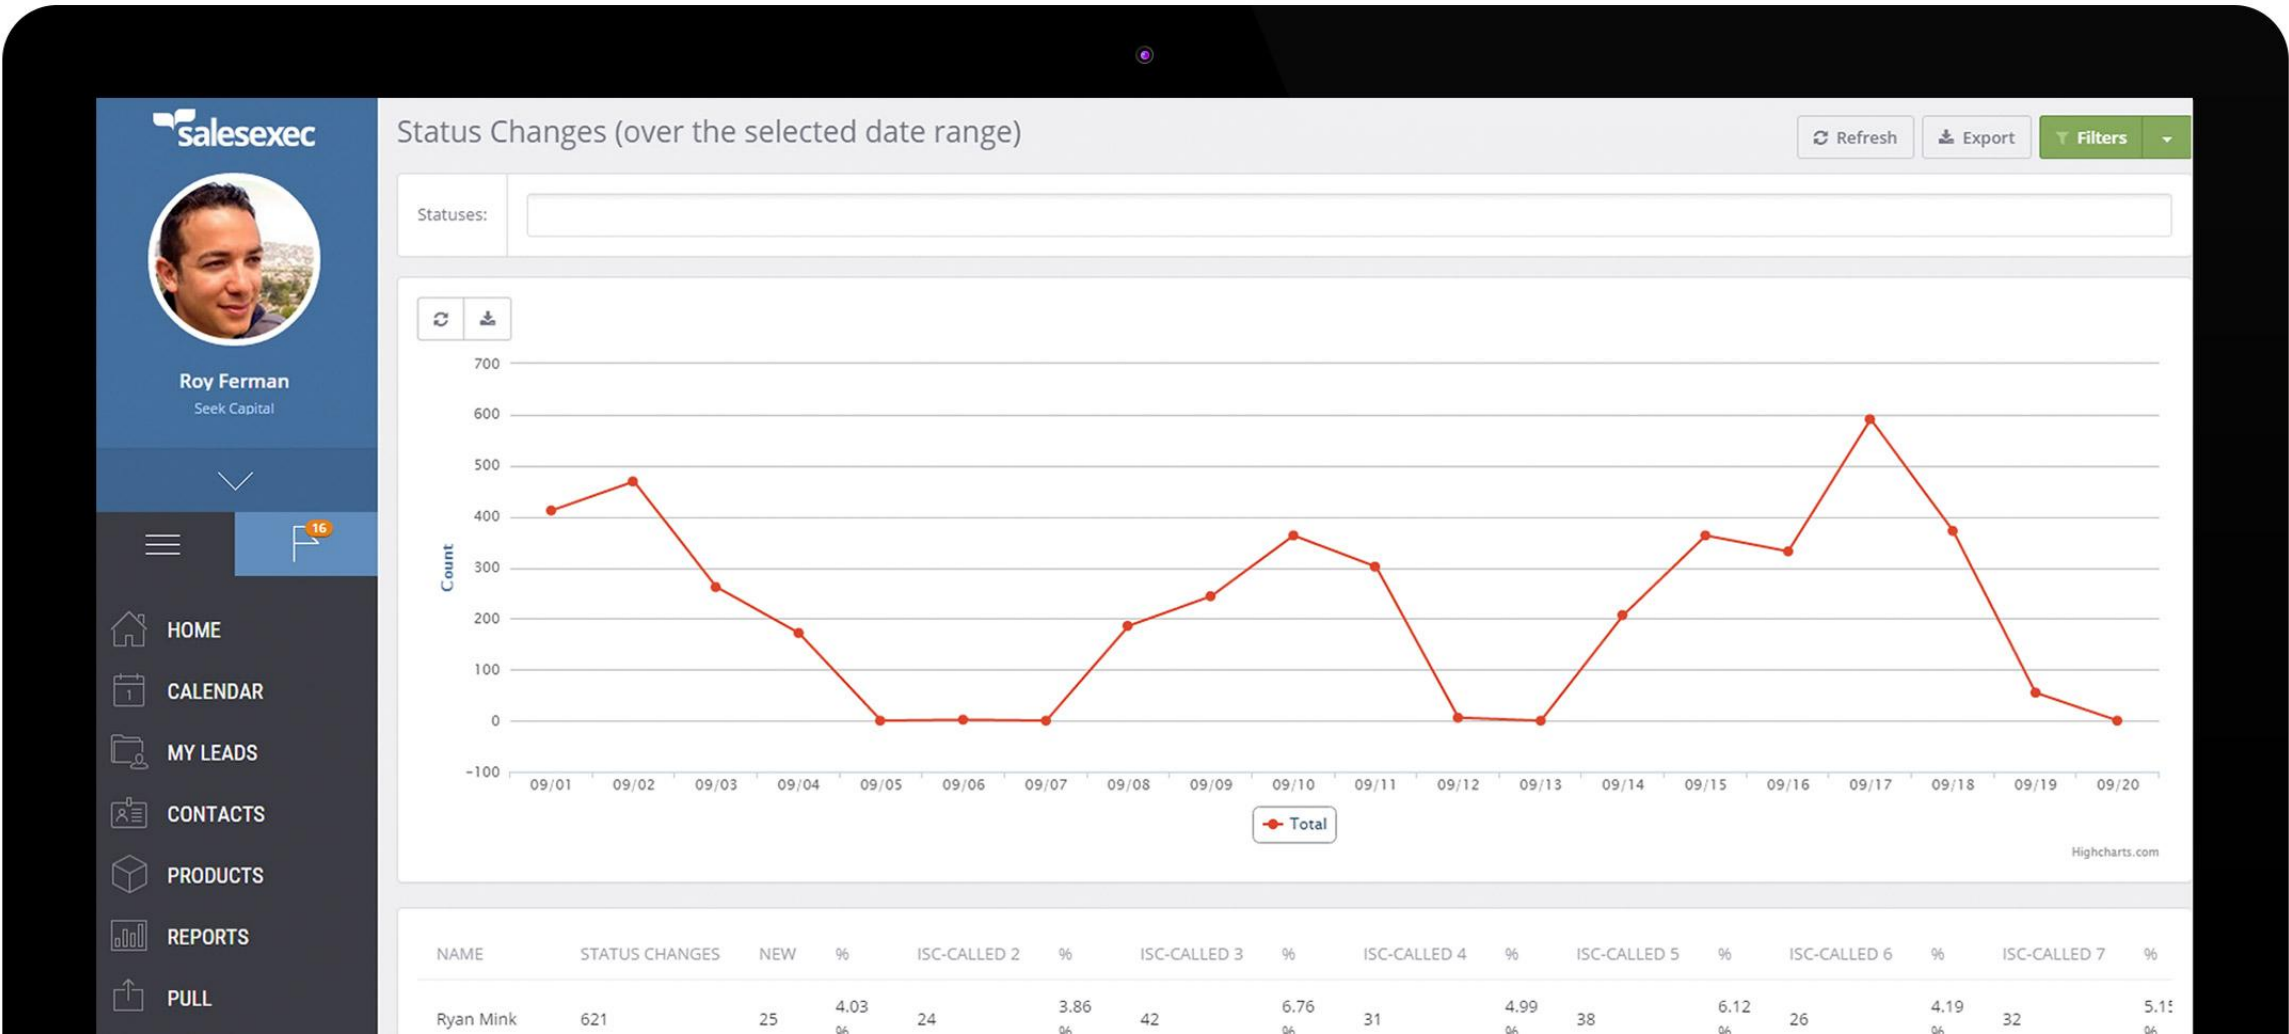 salesexec
Roy Ferman
Seek Capital
16
HOME
CALENDAR
1
MY LEADS
CONTACTS
PRODUCTS
REPORTS
PULL
Status Changes (over the selected date range)
Refresh
Export
Filters
Statuses:
700
600
500
400
300
200
100
0
-100
Count
09/01 09/02 09/03 09/04 09/05 09/06 09/07 09/08 09/09 09/10 09/11 09/12 09/13 09/14 09/15 09/16 09/17 09/18 09/19 09/20
Total
Highcharts.com
NAME STATUS CHANGES NEW % ISC-CALLED 2 % ISC-CALLED 3 % ISC-CALLED 4 % ISC-CALLED 5 % ISC-CALLED 6 % ISC-CALLED 7 %
Ryan Mink 621 25 4.03 % 24 3.86 % 42 6.76 % 31 4.99 % 38 6.12 % 26 4.19 % 32 %